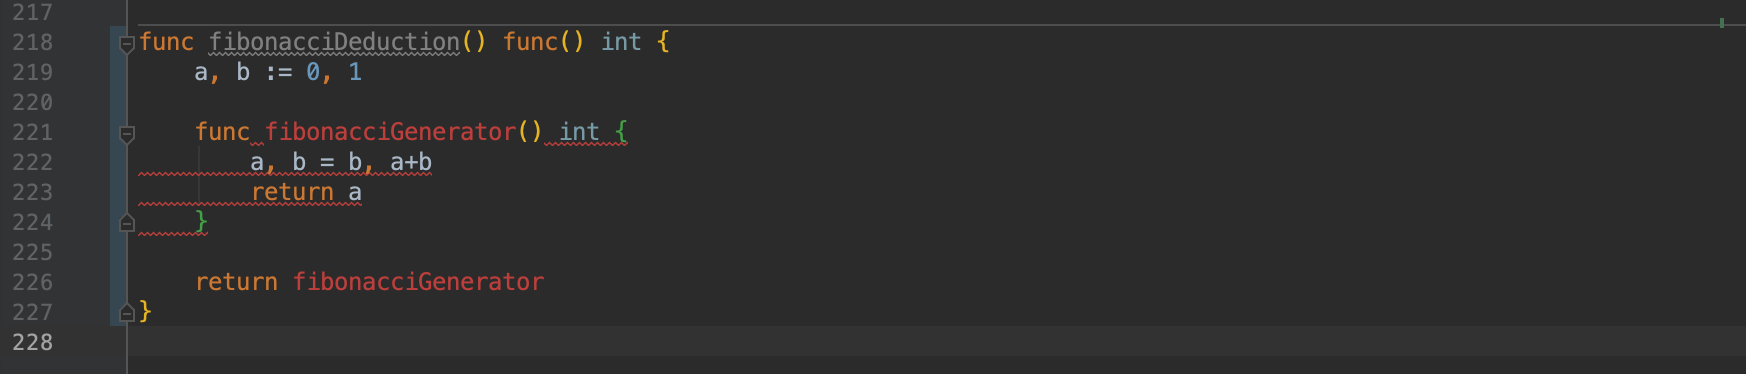 217
218 func fibonacciDeduction() func() int {
219     a, b := 0, 1
220
221     func fibonacciGenerator() int {
222         a, b = b, a+b
223         return a
224     }
225
226     return fibonacciGenerator
227 }
228